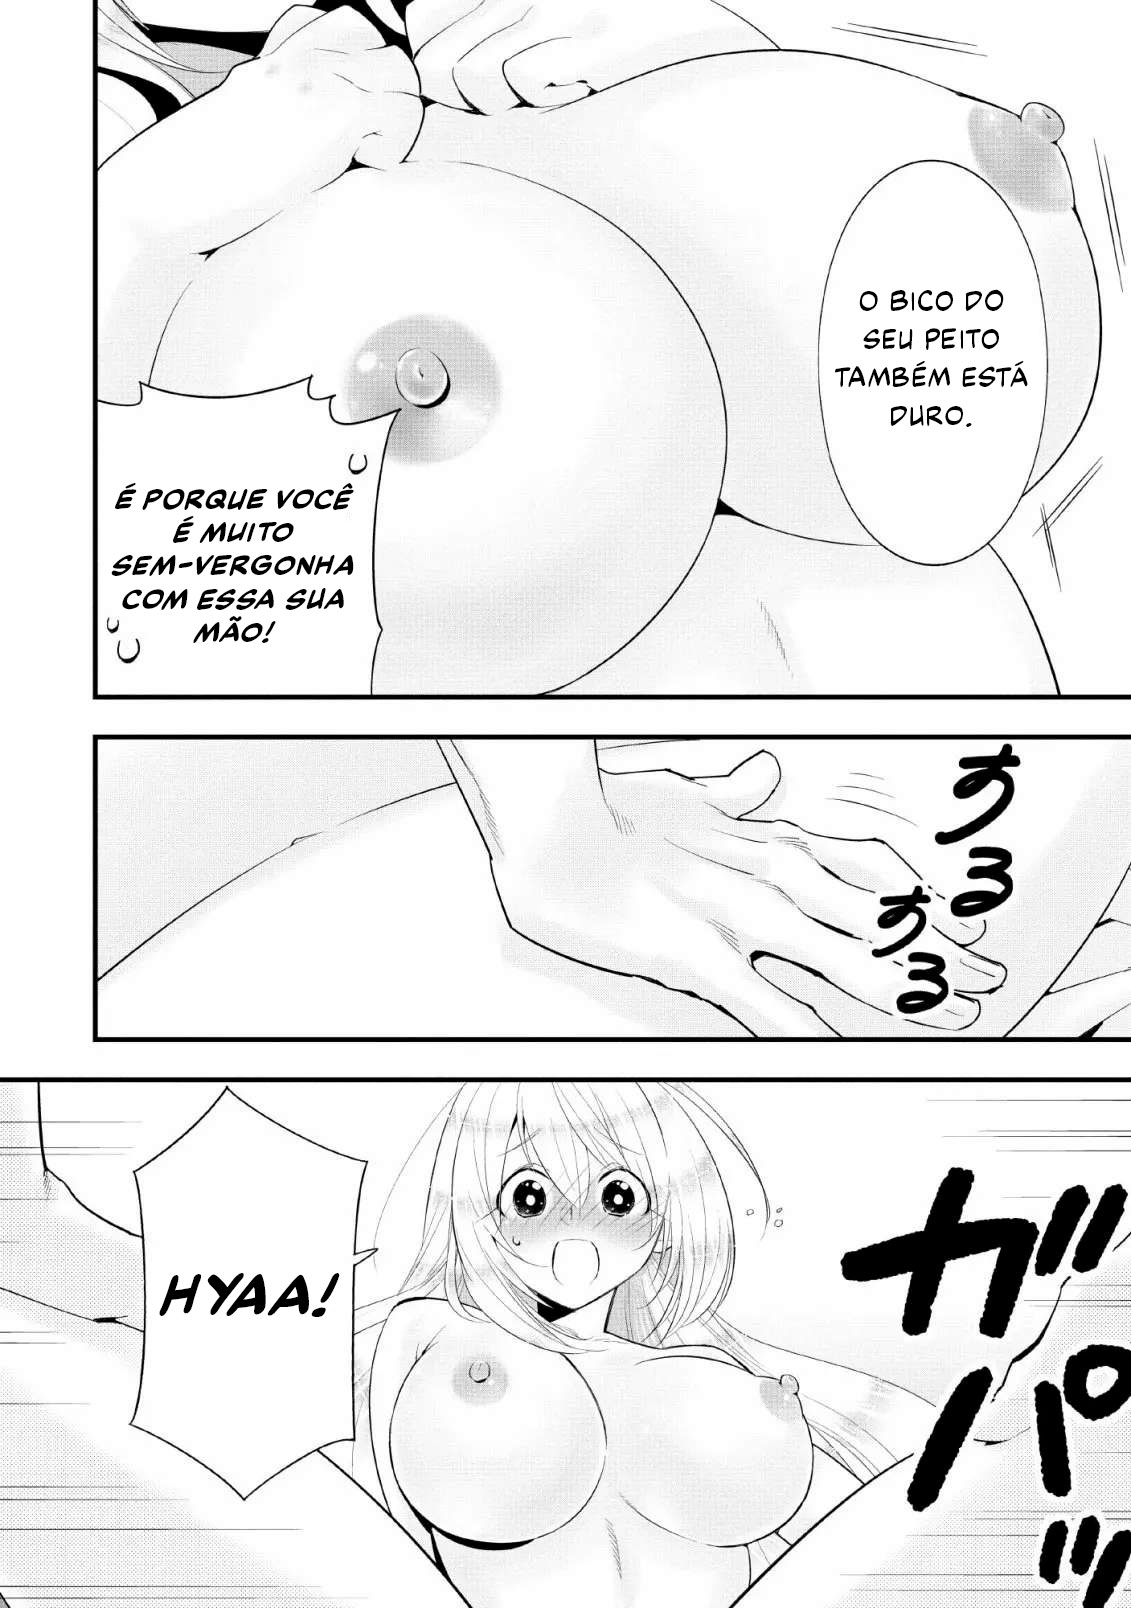 O BICO DO
SEU PEITO
TAMBÉM ESTÁ
DURO.
É PORQUE VOCÊ
É MUITO
SEM-VERGONHA
COM ESSA SUA
MÃO!
する
する
HYAA!
ガバッ